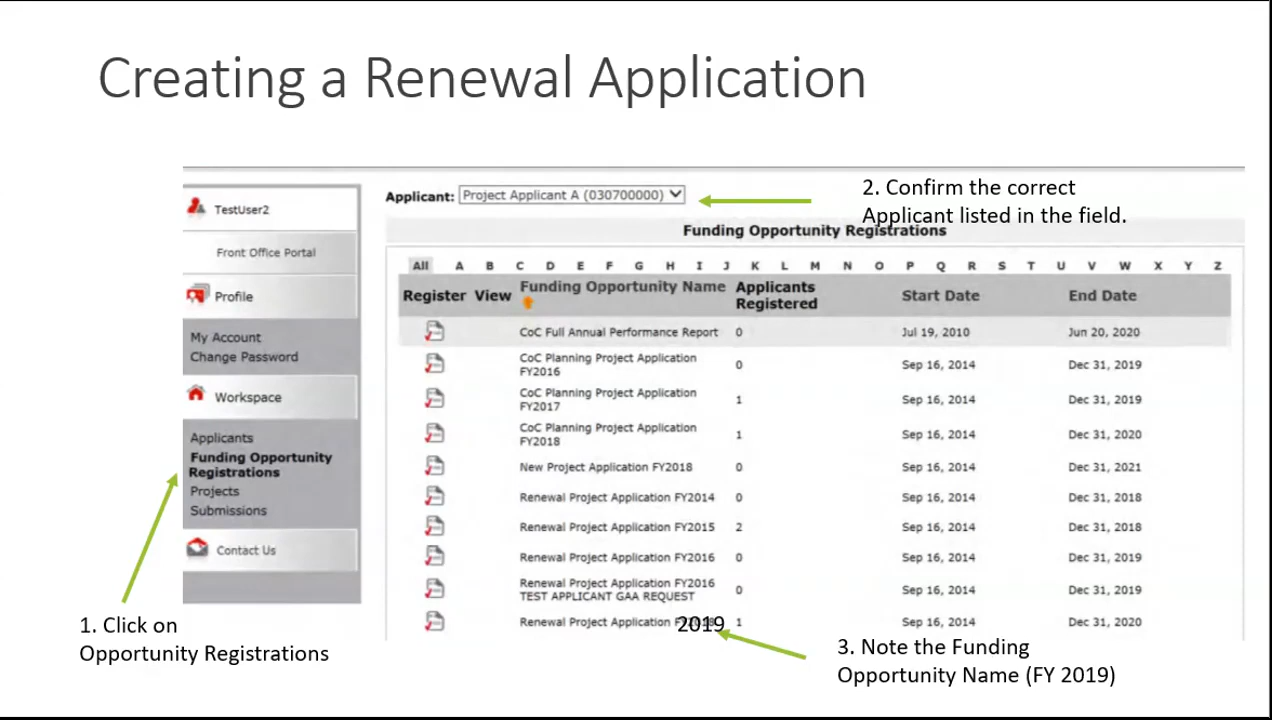 Creating a Renewal Application
TestUser2
Front Office Portal
Profile
My Account
Change Password
Workspace
Applicants
Funding Opportunity
Registrations
Projects
Submissions
Contact Us
Applicant: Project Applicant A (030700000)
2. Confirm the correct
Applicant listed in the field.
Funding Opportunity Registrations
All A B C D E F G H I J K L M N O P Q R S T U V W X Y Z
Register View Funding Opportunity Name Applicants Registered Start Date End Date
CoC Full Annual Performance Report 0 Jul 19, 2010 Jun 20, 2020
CoC Planning Project Application
FY2016 0 Sep 16, 2014 Dec 31, 2019
CoC Planning Project Application
FY2017 1 Sep 16, 2014 Dec 31, 2019
CoC Planning Project Application
FY2018 1 Sep 16, 2014 Dec 31, 2020
New Project Application FY2018 0 Sep 16, 2014 Dec 31, 2021
Renewal Project Application FY2014 0 Sep 16, 2014 Dec 31, 2018
Renewal Project Application FY2015 2 Sep 16, 2014 Dec 31, 2018
Renewal Project Application FY2016 0 Sep 16, 2014 Dec 31, 2019
Renewal Project Application FY2016
TEST APPLICANT GAA REQUEST 0 Sep 16, 2014 Dec 31, 2019
Renewal Project Application 2019 1 Sep 16, 2014 Dec 31, 2020
1. Click on
Opportunity Registrations
3. Note the Funding
Opportunity Name (FY 2019)